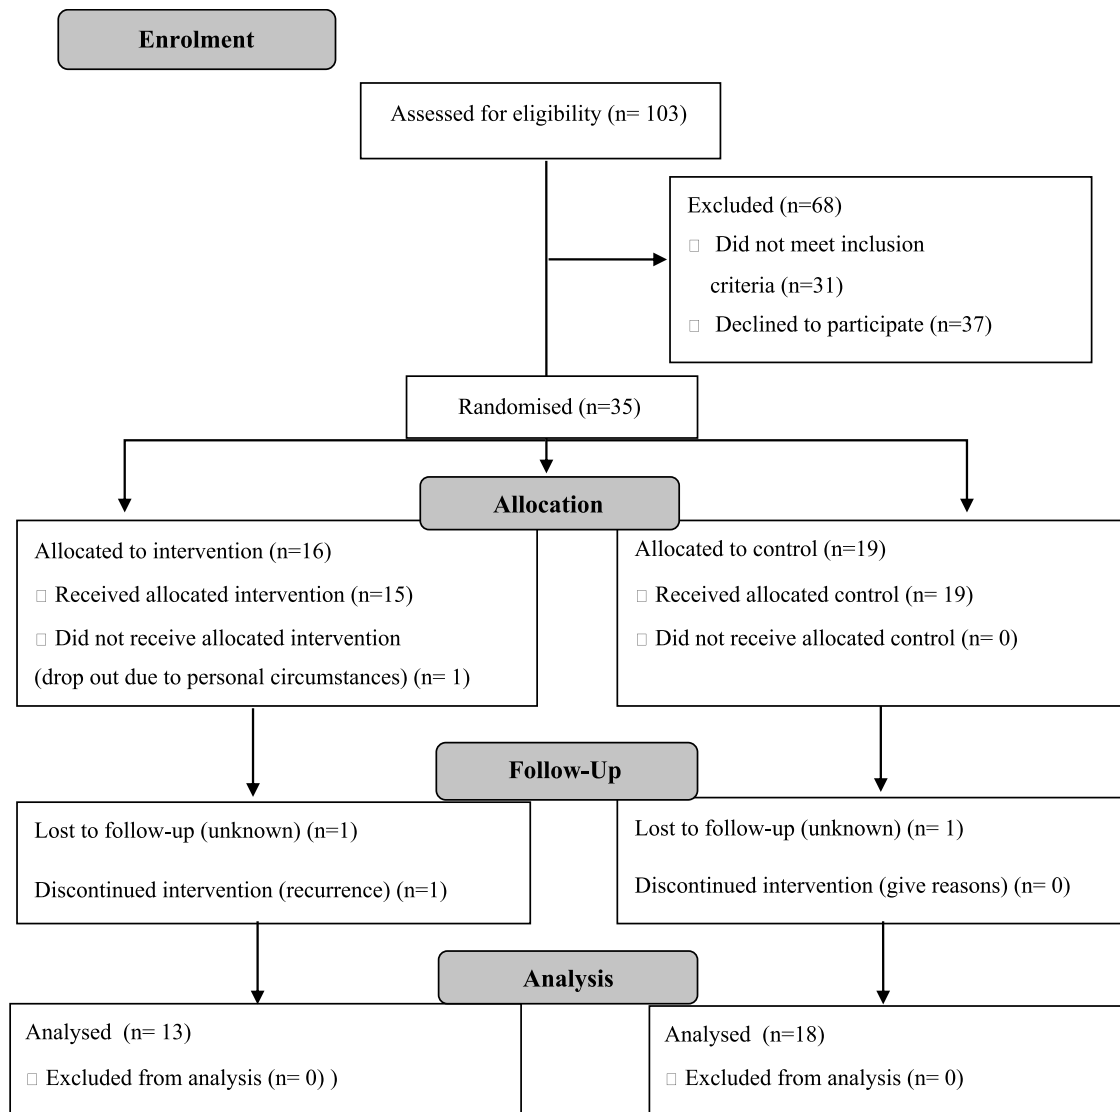 Enrolment
Assessed for eligibility (n= 103)
Excluded (n=68)
Did not meet inclusion
criteria (n=31)
Declined to participate (n=37)
Randomised (n=35)
Allocation
Allocated to intervention (n=16)
Received allocated intervention (n=15)
Did not receive allocated intervention
(drop out due to personal circumstances) (n= 1)
Allocated to control (n=19)
Received allocated control (n= 19)
Did not receive allocated control (n= 0)
Follow-Up
Lost to follow-up (unknown) (n=1)
Discontinued intervention (recurrence) (n=1)
Lost to follow-up (unknown) (n= 1)
Discontinued intervention (give reasons) (n= 0)
Analysis
Analysed (n= 13)
Excluded from analysis (n= 0) )
Analysed (n=18)
Excluded from analysis (n= 0)